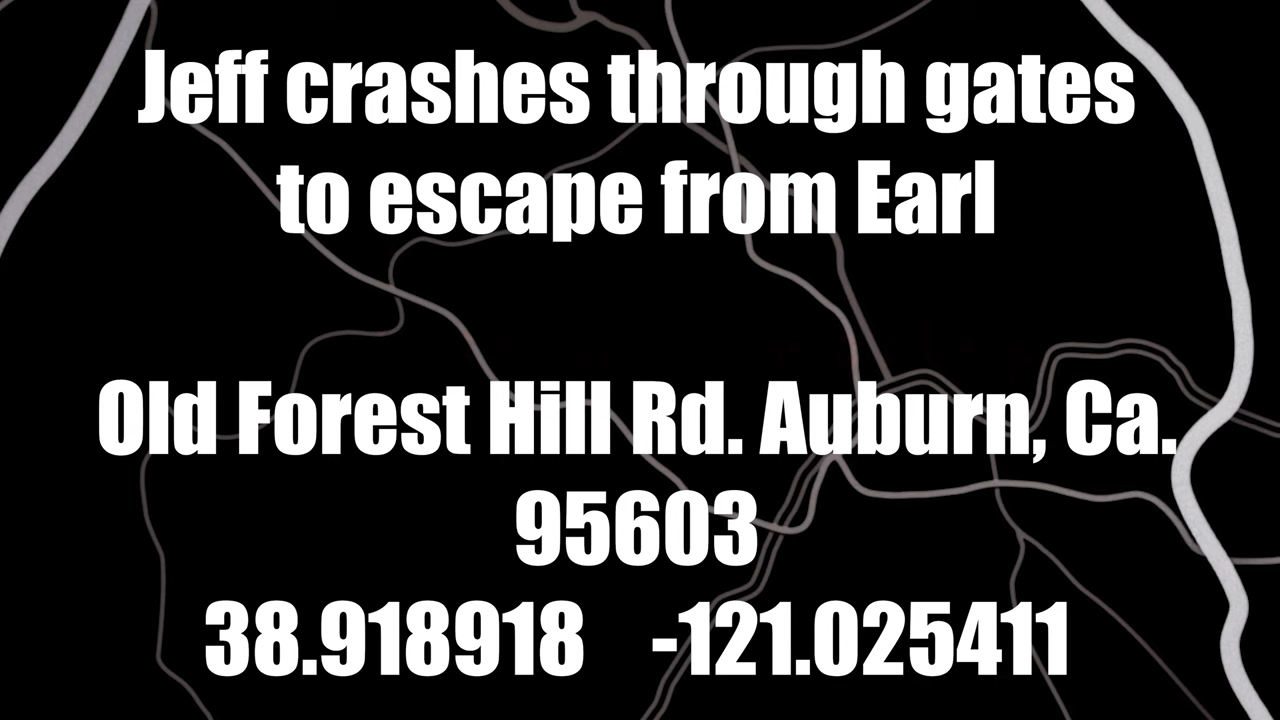 Jeff crashes through gates
to escape from Earl
Old Forest Hill Rd. Auburn, Ca.
95603
38.918918 -121.025411